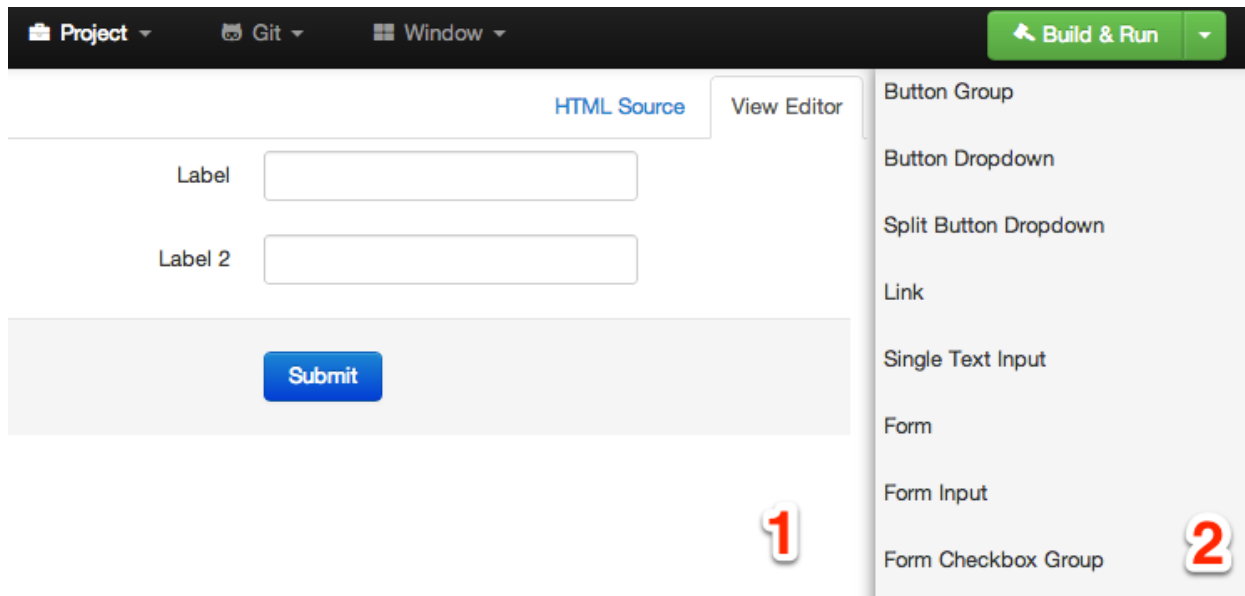 Project Git Window Build & Run
HTML Source View Editor
Label
Label 2
Submit
1
Button Group
Button Dropdown
Split Button Dropdown
Link
Single Text Input
Form
Form Input
Form Checkbox Group
2